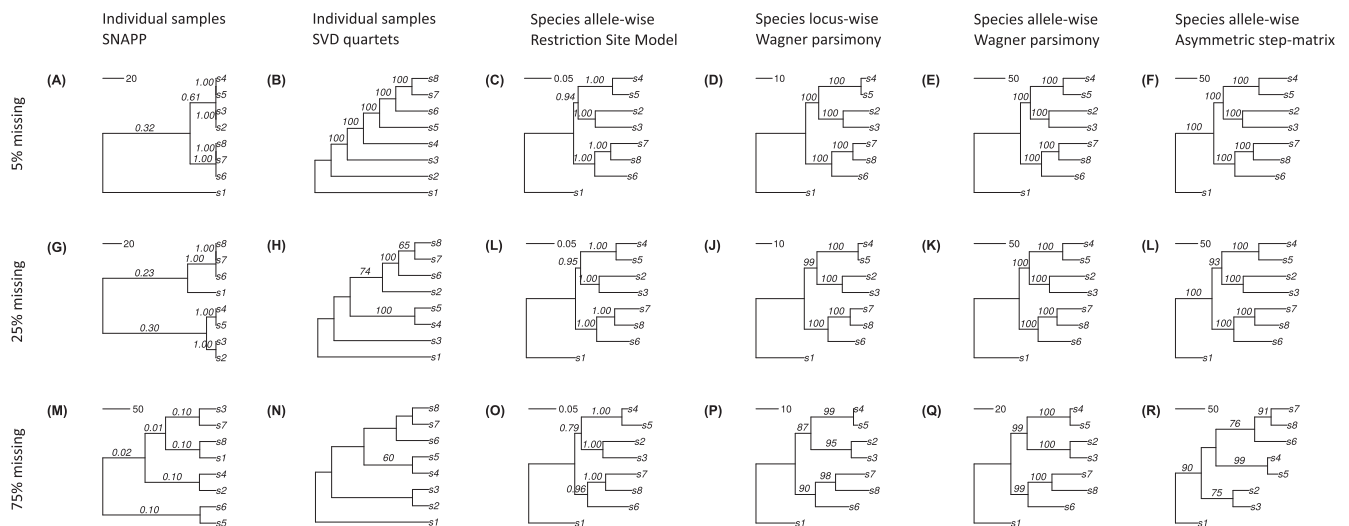 Individual samples
SNAPP
Individual samples
SVD quartets
Species allele-wise
Restriction Site Model
Species locus-wise
Wagner parsimony
Species allele-wise
Wagner parsimony
Species allele-wise
Asymmetric step-matrix
5% missing
(A)
20
1.00
s4
s5
0.61
s3
1.00
s2
0.32
1.00
s8
1.00
s7
s6
s1
(B)
100
s8
100
s7
100
s6
100
s5
100
s4
s3
s2
s1
(C)
0.05
1.00
s4
0.94
s5
1.00
s2
s3
1.00
s7
1.00
s8
s6
s1
(D)
10
100
s4
100
s5
100
s2
s3
100
s7
100
s8
s6
s1
(E)
50
100
s4
100
s5
100
s2
s3
100
s7
100
s8
s6
s1
(F)
50
100
s4
100
s5
100
s2
100
s3
100
s7
100
s8
s6
s1
25% missing
(G)
20
1.00
s8
1.00
s7
0.23
s6
s1
1.00
s4
0.30
s5
1.00
s3
s2
(H)
65
s8
100
s7
74
s6
s2
100
s5
s4
s3
s1
(L)
0.05
1.00
s4
0.95
s5
1.00
s2
s3
1.00
s7
1.00
s8
s6
s1
(J)
10
100
s4
99
s5
100
s2
s3
100
s7
100
s8
s6
s1
(K)
50
100
s4
100
s5
100
s2
s3
100
s7
100
s8
s6
s1
(L)
50
100
s4
93
s5
100
s2
100
s3
100
s7
100
s8
s6
s1
75% missing
(M)
50
0.10
s3
0.01
s7
0.10
s8
0.02
s1
0.10
s4
s2
0.10
s6
s5
(N)
s8
s7
s6
60
s5
s4
s3
s2
s1
(O)
0.05
1.00
s4
0.79
s5
1.00
s2
s3
1.00
s7
0.96
s8
s6
s1
(P)
10
99
s4
87
s5
95
s2
s3
98
s7
90
s8
s6
s1
(Q)
20
100
s4
99
s5
100
s2
s3
100
s7
99
s8
s6
s1
(R)
50
91
s7
76
s8
s6
99
s4
90
s5
75
s2
s3
s1